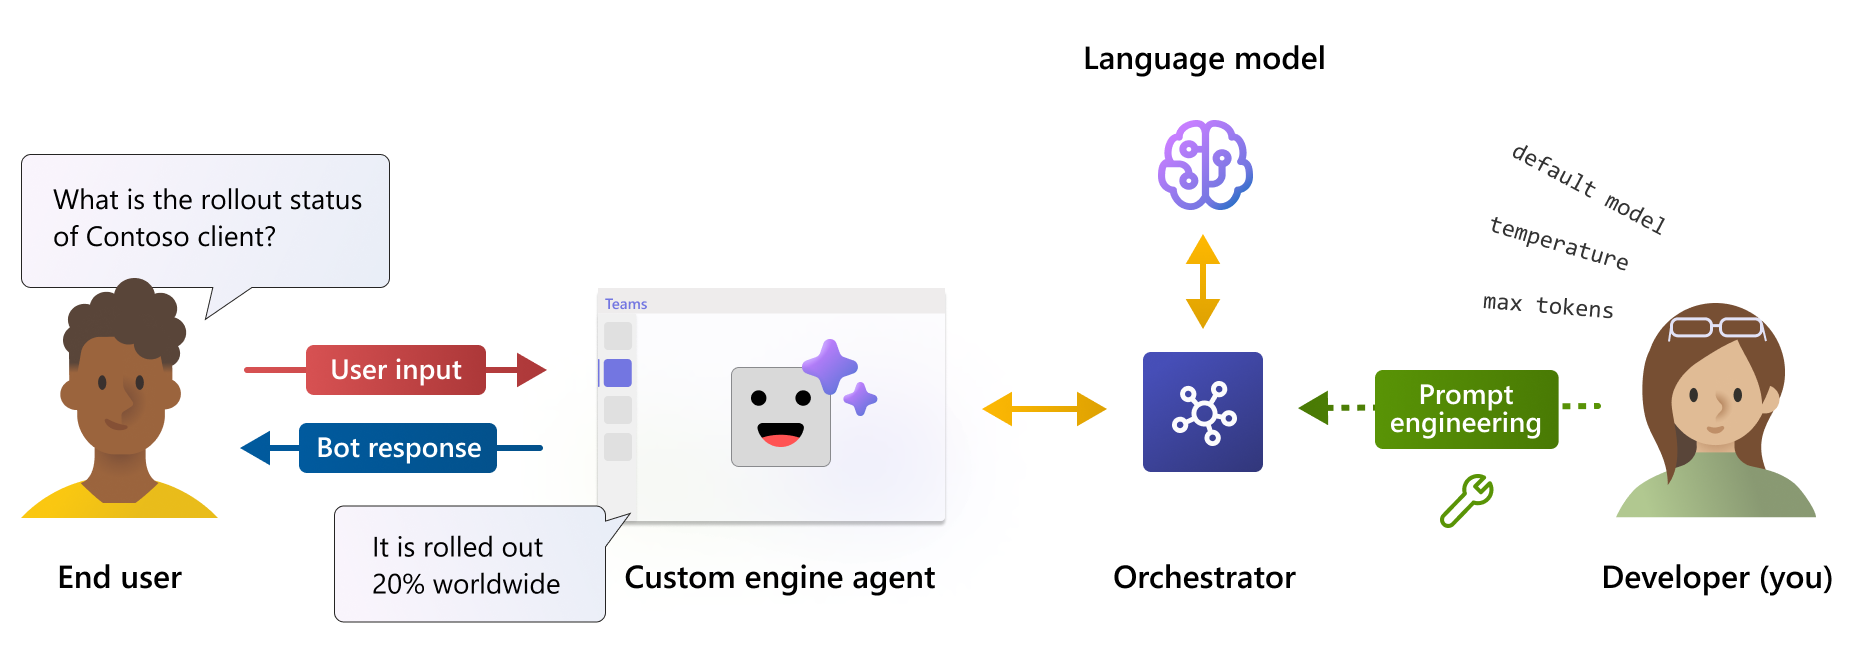 Language model
What is the rollout status
of Contoso client?
default model
temperature
max tokens
Teams
User input
Bot response
Prompt
engineering
It is rolled out
20% worldwide
End user
Custom engine agent
Orchestrator
Developer (you)